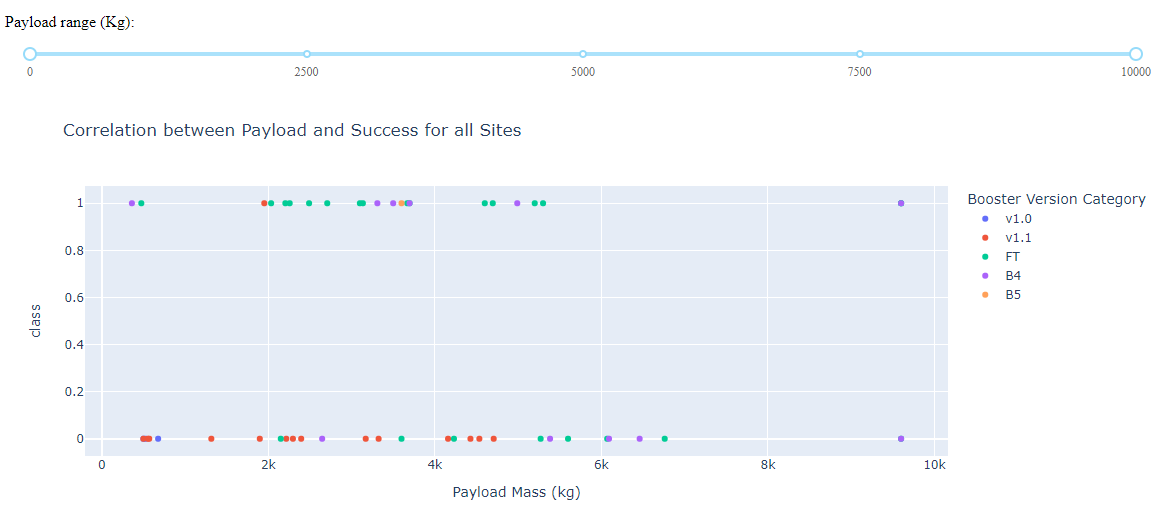 Payload range (Kg):
0 2500 5000 7500 10000
Correlation between Payload and Success for all Sites
1
0.8
0.6
0.4
0.2
0
class
0 2k 4k 6k 8k 10k
Payload Mass (kg)
Booster Version Category
v1.0
v1.1
FT
B4
B5